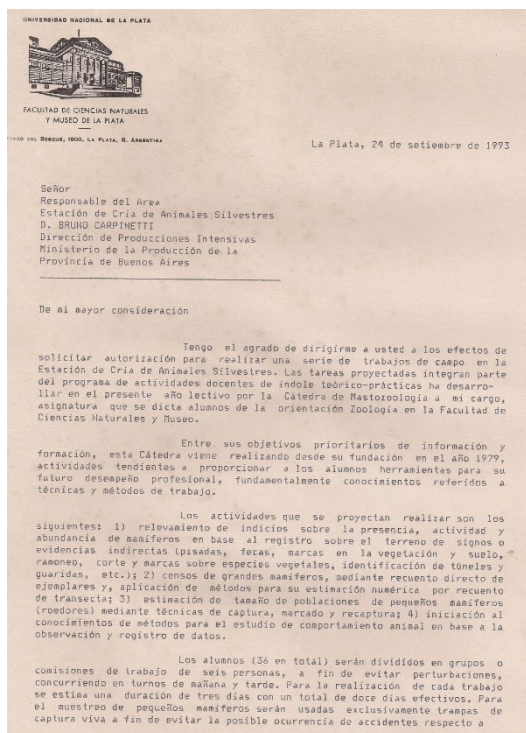 UNIVERSIDAD NACIONAL DE LA PLATA
FACULTAD DE CIENCIAS NATURALES
Y MUSEO DE LA PLATA
DEL BOSQUE, 1900, LA PLATA, R. ARGENTINA
La Plata, 24 de setiembre de 1993
Señor
Responsable del Area
Estación de Cría de Animales Silvestres
D. BRUNO CARPINETTI
Dirección de Producciones Intensivas
Ministerio de la Producción de la
Provincia de Buenos Aires
De mi mayor consideración
Tengo el agrado de dirigirme a usted a los efectos de
solicitar autorización para realizar una serie de trabajos de campo en la
Estación de Cría de Animales Silvestres. Las tareas proyectadas integran parte
del programa de actividades docentes de índole teórico-prácticas ha desarro-
llar en el presente año lectivo por la Cátedra de Mastozoología a mi cargo,
asignatura que se dicta alumnos de la orientación Zoología en la Facultad de
Ciencias Naturales y Museo.
Entre sus objetivos prioritarios de información y
formación, esta Cátedra viene realizando desde su fundación en el año 1979,
actividades tendientes a proporcionar a los alumnos herramientas para su
futuro desempeño profesional, fundamentalmente conocimientos referidos a
técnicas y métodos de trabajo.
Los actividades que se proyectan realizar son los
siguientes: 1) relevamiento de indicios sobre la presencia, actividad y
abundancia de mamíferos en base al registro sobre el terreno de signos o
evidencias indirectas (pisadas, fecas, marcas en la vegetación y suelo,
ramoneo, corte y marcas sobre especies vegetales, identificación de túneles y
guaridas, etc.); 2) censos de grandes mamíferos, mediante recuento directo de
ejemplares y, aplicación de métodos para su estimación numérica por recuento
de transecta; 3) estimación de tamaño de poblaciones de pequeños mamíferos
(roedores) mediante técnicas de captura, marcado y recaptura; 4) iniciación al
conocimientos de métodos para el estudio de comportamiento animal en base a la
observación y registro de datos.
Los alumnos (36 en total) serán divididos en grupos o
comisiones de trabajo de seis personas, a fin de evitar perturbaciones,
concurriendo en turnos de mañana y tarde. Para la realización de cada trabajo
se estima una duración de tres días con un total de doce días efectivos. Para
el muestreo de pequeños mamíferos serán usadas exclusivamente trampas de
captura viva a fin de evitar la posible ocurrencia de accidentes respecto a